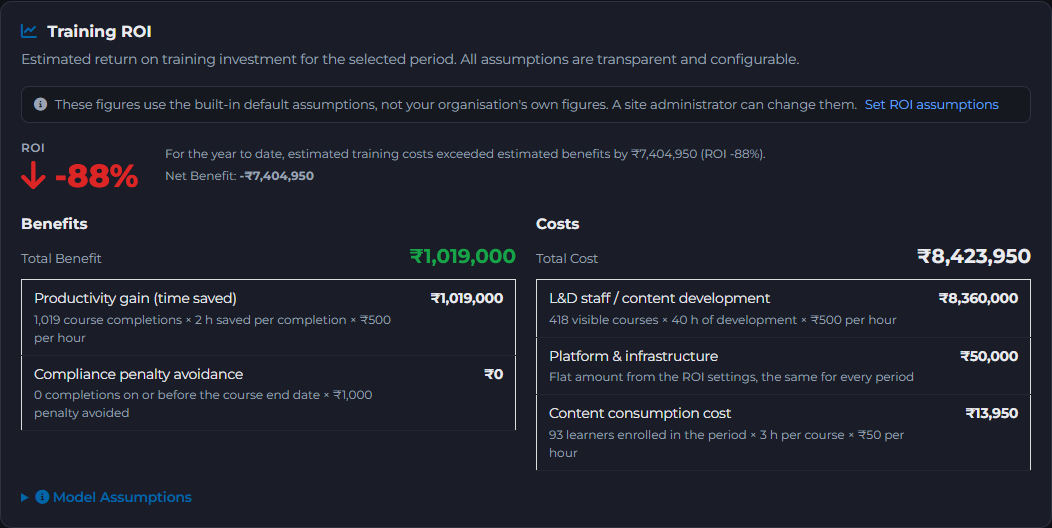 Training ROI
Estimated return on training investment for the selected period. All assumptions are transparent and configurable.
These figures use the built-in default assumptions, not your organisation's own figures. A site administrator can change them. Set ROI assumptions
ROI
-88%
For the year to date, estimated training costs exceeded estimated benefits by ₹7,404,950 (ROI -88%).
Net Benefit: -₹7,404,950
Benefits
Total Benefit ₹1,019,000
Productivity gain (time saved) ₹1,019,000
1,019 course completions × 2 h saved per completion × ₹500
per hour
Compliance penalty avoidance ₹0
0 completions on or before the course end date × ₹1,000
penalty avoided
Costs
Total Cost ₹8,423,950
L&D staff / content development ₹8,360,000
418 visible courses × 40 h of development × ₹500 per hour
Platform & infrastructure ₹50,000
Flat amount from the ROI settings, the same for every period
Content consumption cost ₹13,950
93 learners enrolled in the period × 3 h per course × ₹50 per
hour
Model Assumptions